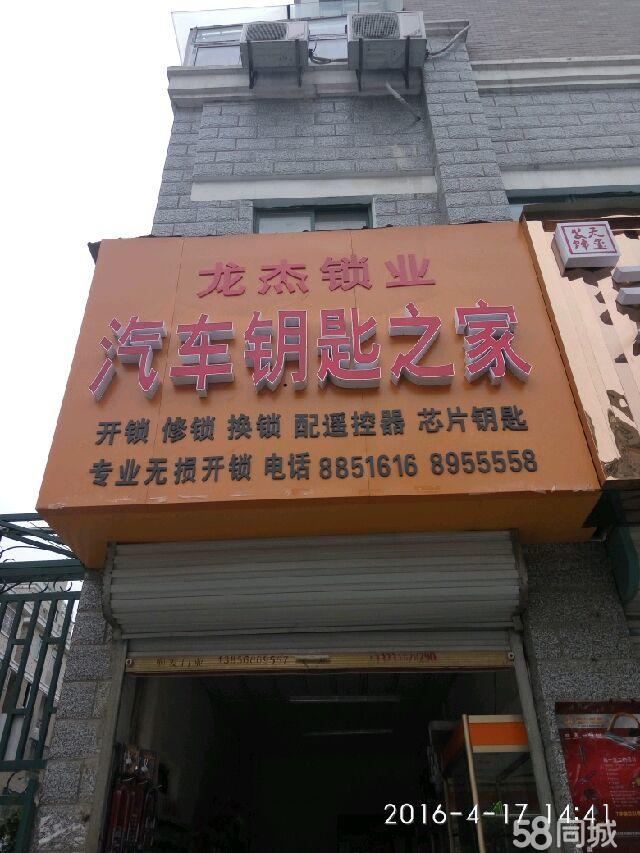 龙杰锁业
汽车钥匙之家
开锁 修锁 换锁 配遥控器 芯片钥匙
专业无损开锁 电话 8851616 8955558
2016-4-17 14:41
58同城